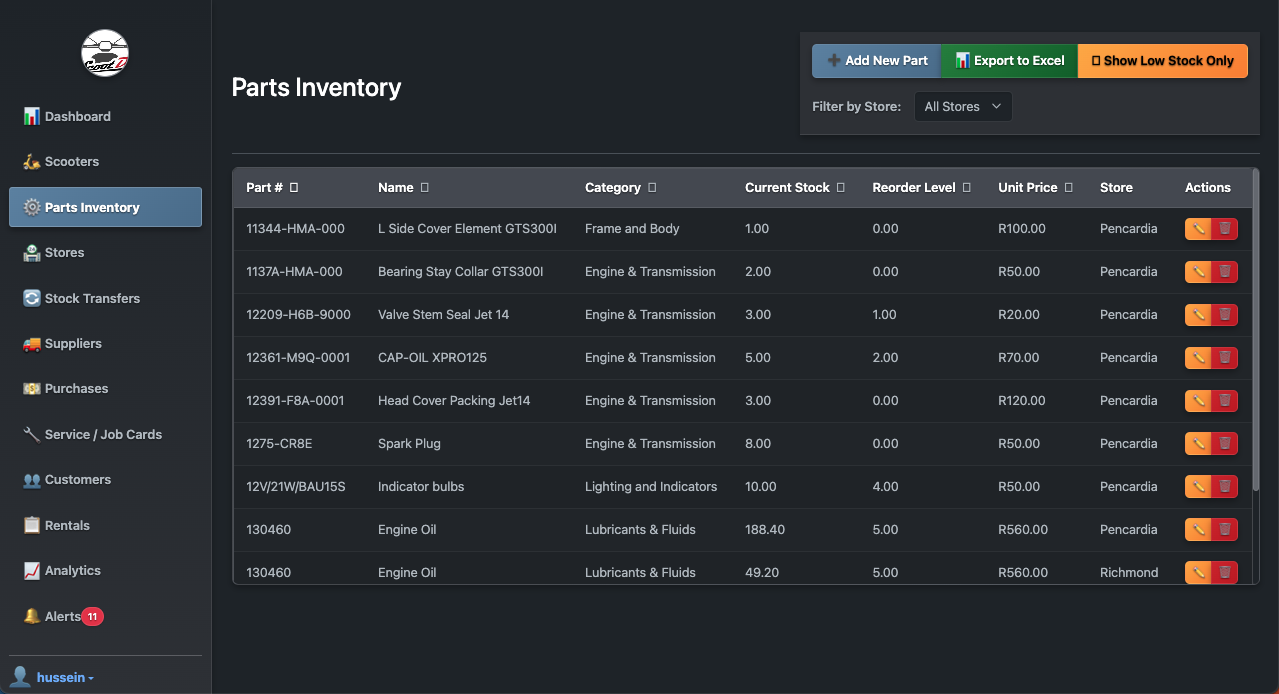 Scoot D
Dashboard
Scooters
Parts Inventory
Stores
Stock Transfers
Suppliers
Purchases
Service / Job Cards
Customers
Rentals
Analytics
Alerts 11
hussein
Parts Inventory
Add New Part Export to Excel Show Low Stock Only
Filter by Store: All Stores
Part # Name Category Current Stock Reorder Level Unit Price Store Actions
11344-HMA-000 L Side Cover Element GTS300I Frame and Body 1.00 0.00 R100.00 Pencardia
1137A-HMA-000 Bearing Stay Collar GTS300I Engine & Transmission 2.00 0.00 R50.00 Pencardia
12209-H6B-9000 Valve Stem Seal Jet 14 Engine & Transmission 3.00 1.00 R20.00 Pencardia
12361-M9Q-0001 CAP-OIL XPRO125 Engine & Transmission 5.00 2.00 R70.00 Pencardia
12391-F8A-0001 Head Cover Packing Jet14 Engine & Transmission 3.00 0.00 R120.00 Pencardia
1275-CR8E Spark Plug Engine & Transmission 8.00 0.00 R50.00 Pencardia
12V/21W/BAU15S Indicator bulbs Lighting and Indicators 10.00 4.00 R50.00 Pencardia
130460 Engine Oil Lubricants & Fluids 188.40 5.00 R560.00 Pencardia
130460 Engine Oil Lubricants & Fluids 49.20 5.00 R560.00 Richmond